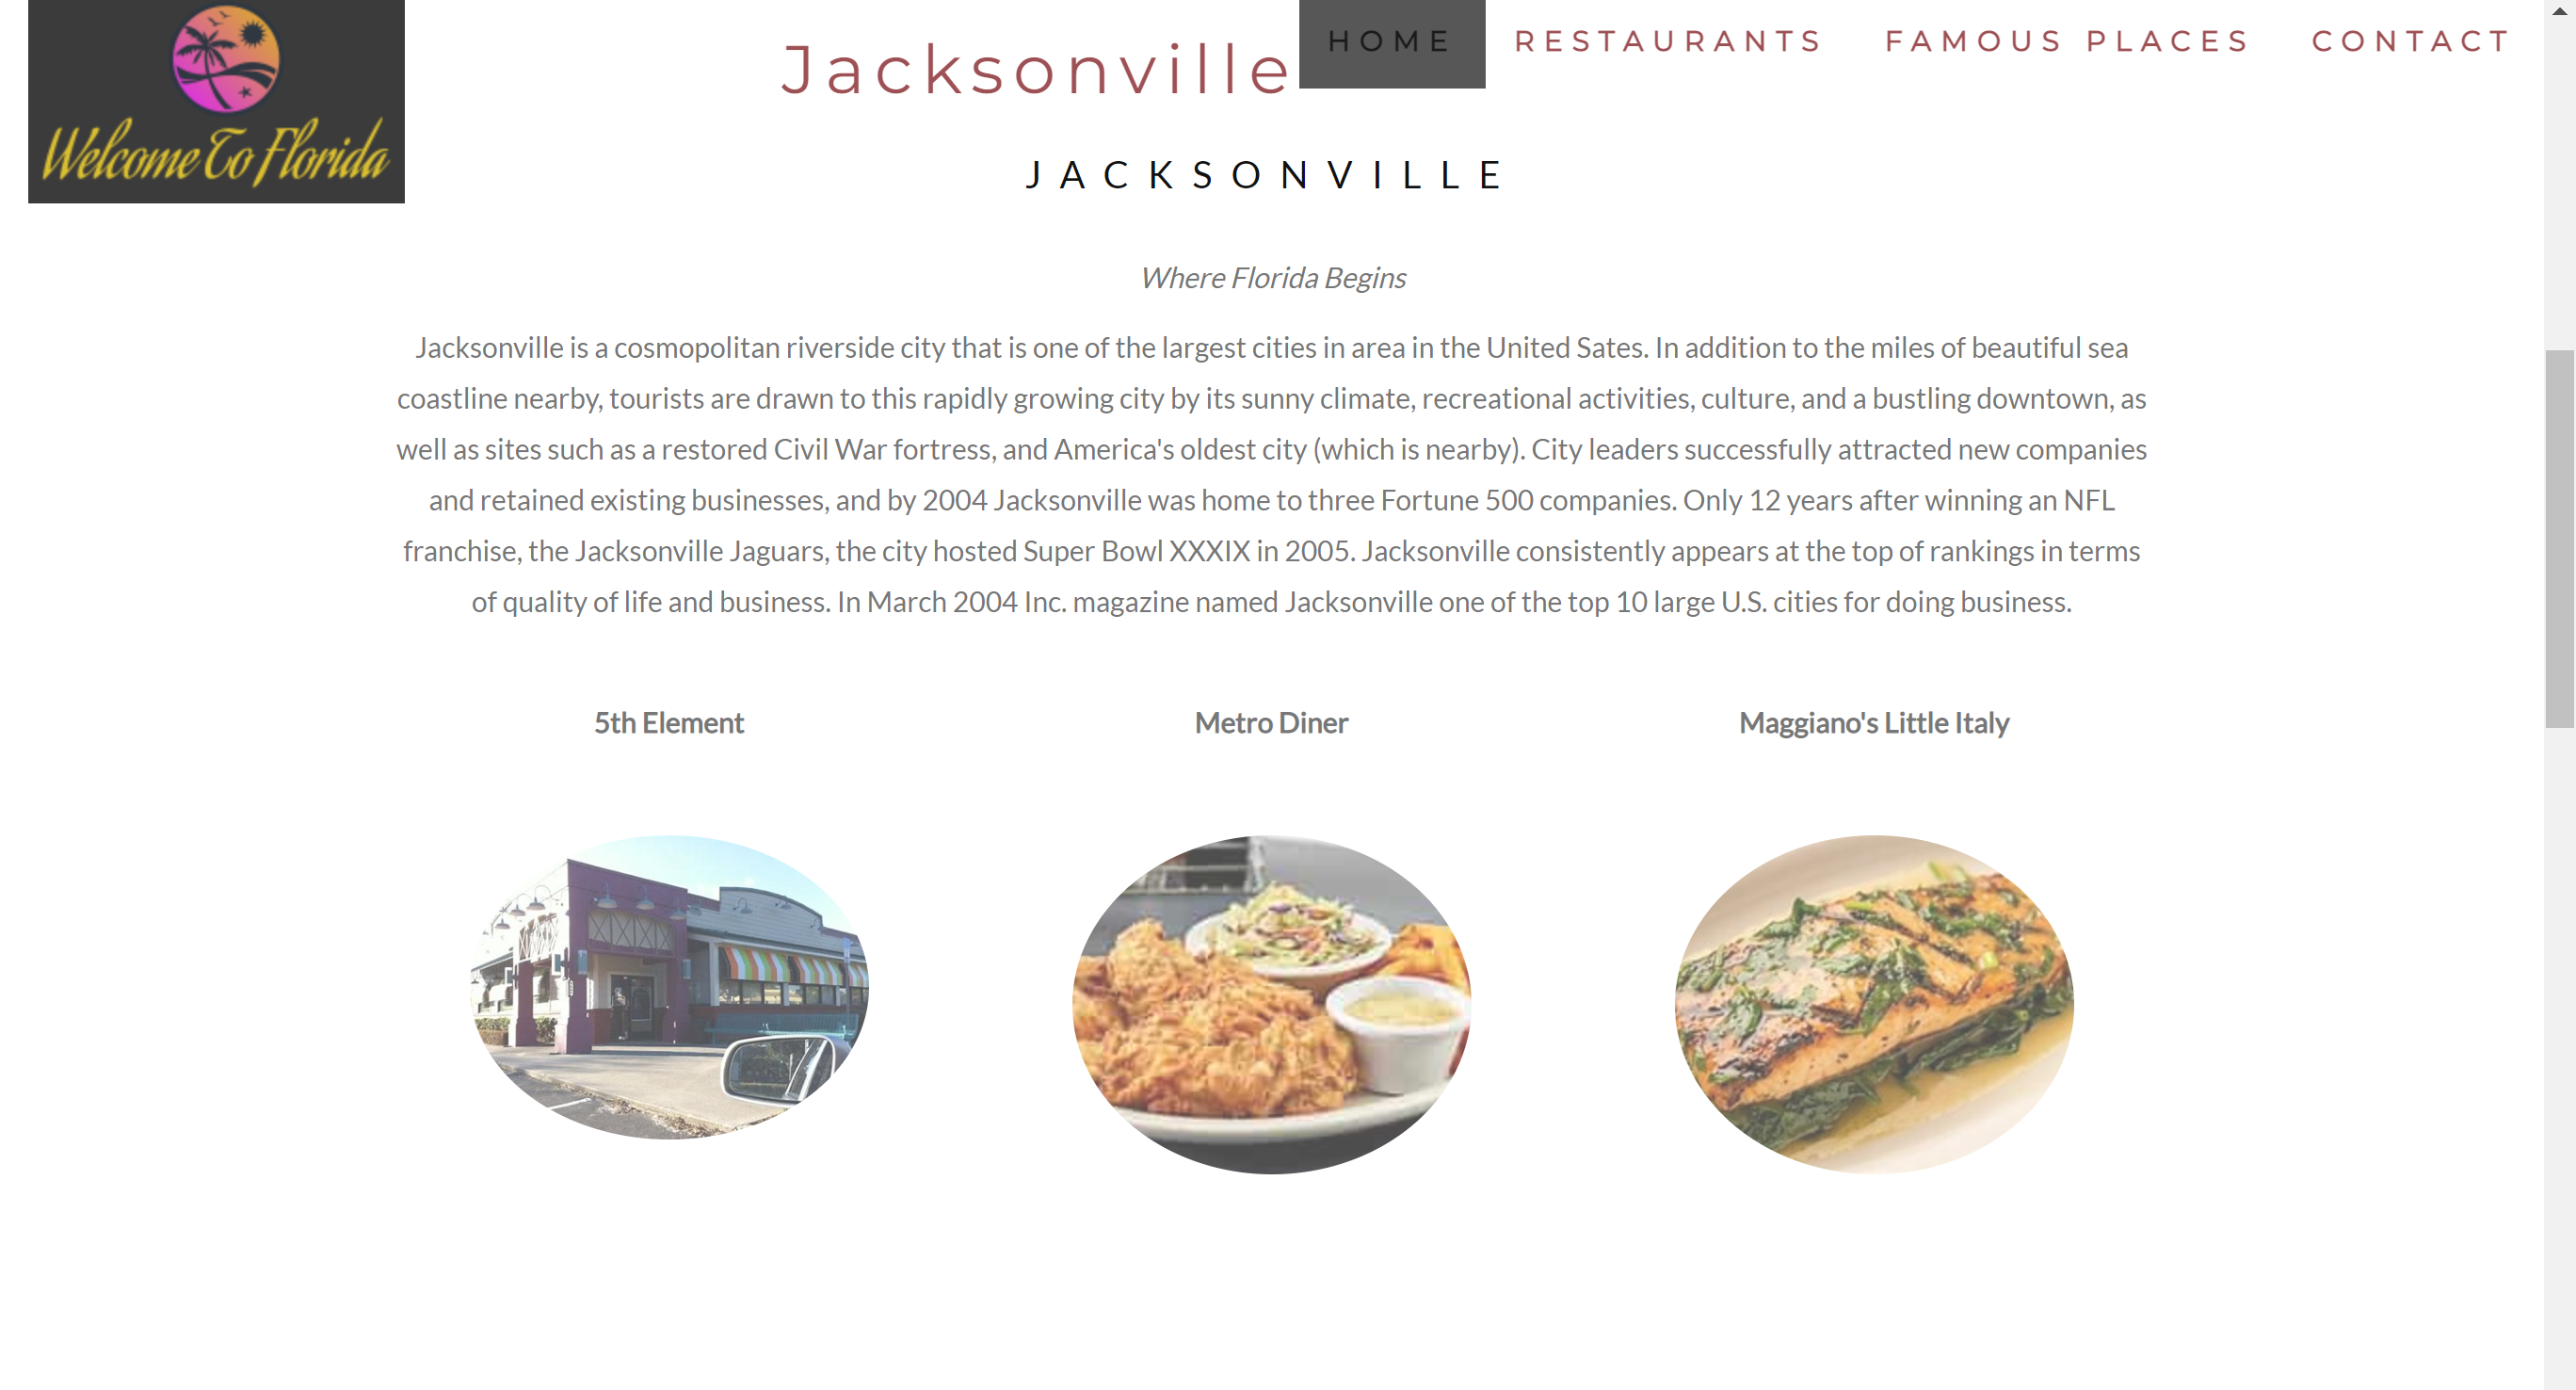 Welcome To Florida
Jacksonville
HOME
RESTAURANTS
FAMOUS PLACES
CONTACT
JACKSONVILLE
Where Florida Begins
Jacksonville is a cosmopolitan riverside city that is one of the largest cities in area in the United Sates. In addition to the miles of beautiful sea
coastline nearby, tourists are drawn to this rapidly growing city by its sunny climate, recreational activities, culture, and a bustling downtown, as
well as sites such as a restored Civil War fortress, and America's oldest city (which is nearby). City leaders successfully attracted new companies
and retained existing businesses, and by 2004 Jacksonville was home to three Fortune 500 companies. Only 12 years after winning an NFL
franchise, the Jacksonville Jaguars, the city hosted Super Bowl XXXIX in 2005. Jacksonville consistently appears at the top of rankings in terms
of quality of life and business. In March 2004 Inc. magazine named Jacksonville one of the top 10 large U.S. cities for doing business.
5th Element
Metro Diner
Maggiano's Little Italy